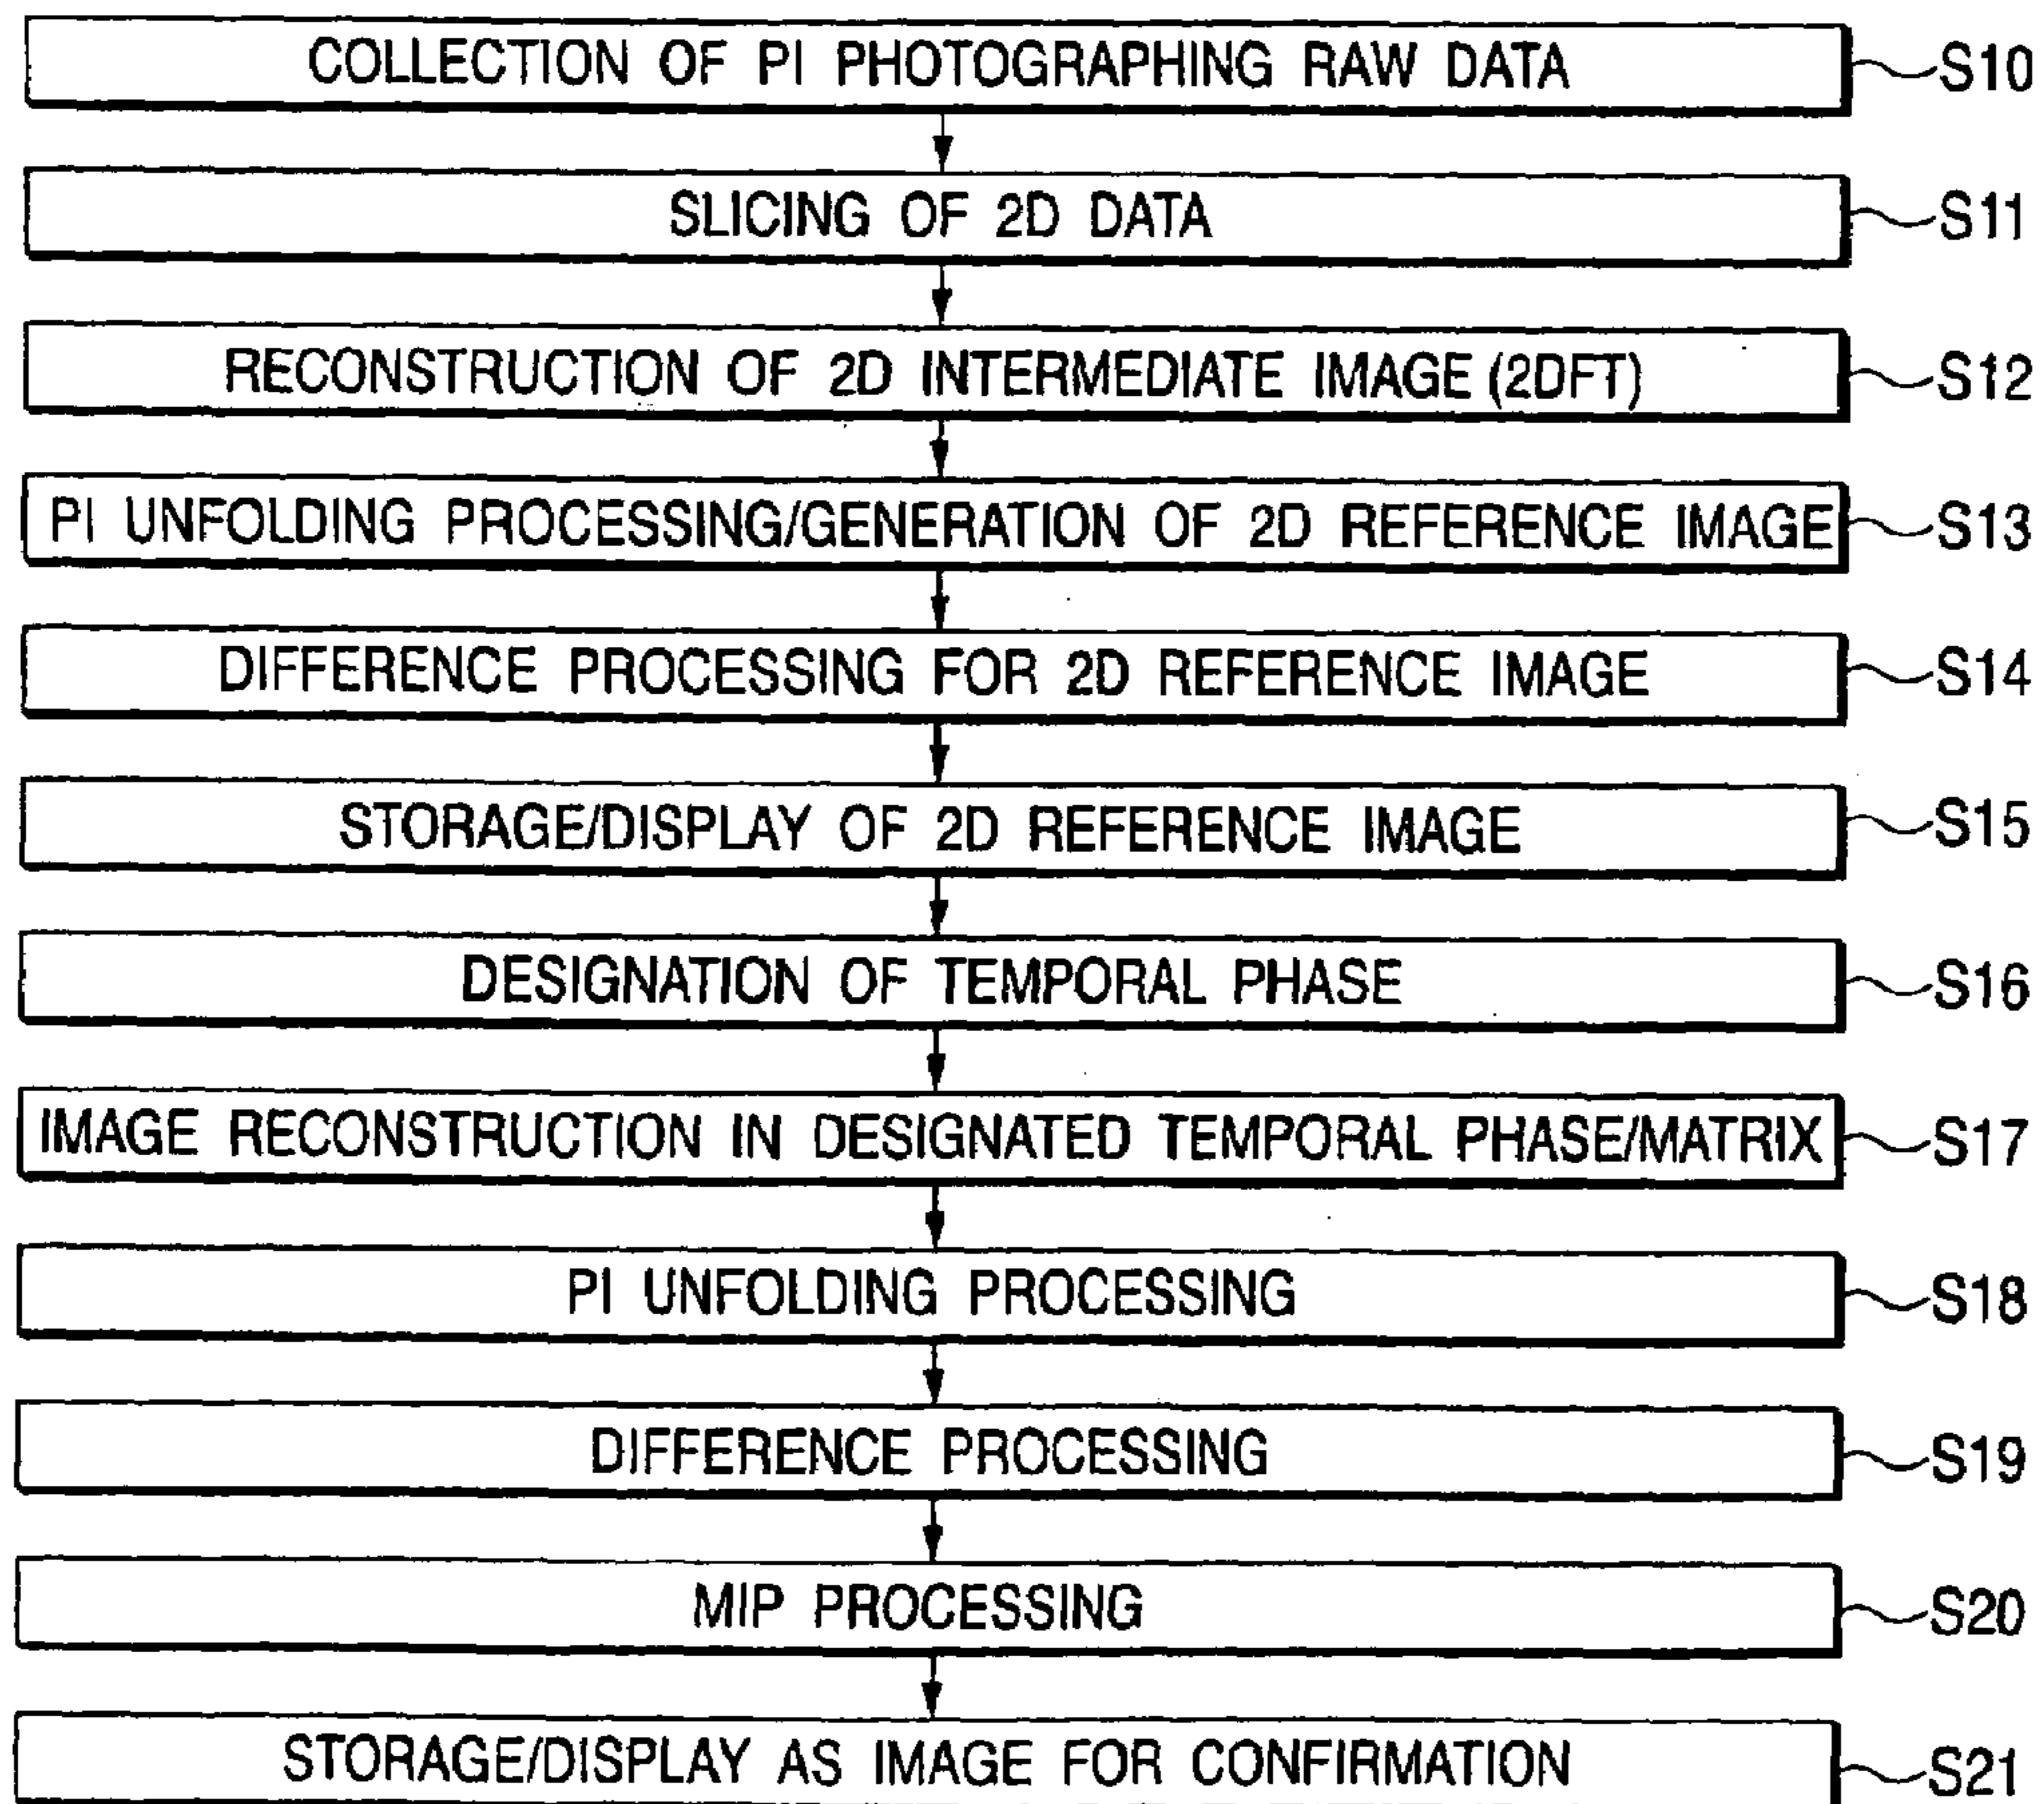 COLLECTION OF PI PHOTOGRAPHING RAW DATA S10
SLICING OF 2D DATA S11
RECONSTRUCTION OF 2D INTERMEDIATE IMAGE (2DFT) S12
PI UNFOLDING PROCESSING/GENERATION OF 2D REFERENCE IMAGE S13
DIFFERENCE PROCESSING FOR 2D REFERENCE IMAGE S14
STORAGE/DISPLAY OF 2D REFERENCE IMAGE S15
DESIGNATION OF TEMPORAL PHASE S16
IMAGE RECONSTRUCTION IN DESIGNATED TEMPORAL PHASE/MATRIX S17
PI UNFOLDING PROCESSING S18
DIFFERENCE PROCESSING S19
MIP PROCESSING S20
STORAGE/DISPLAY AS IMAGE FOR CONFIRMATION S21